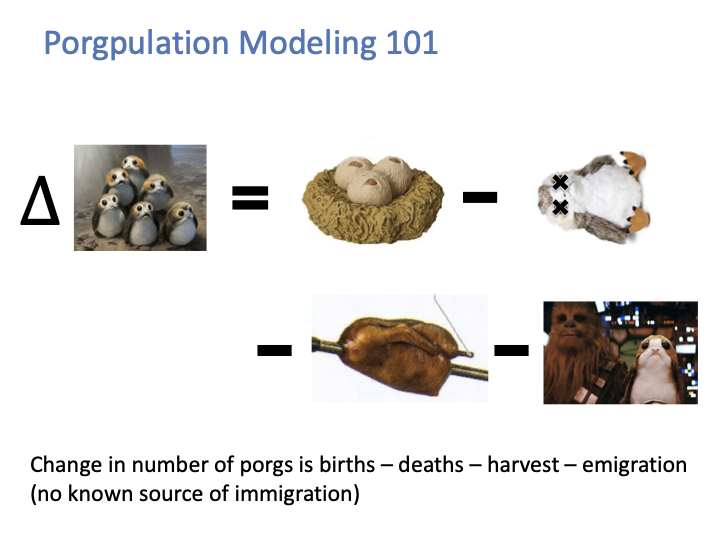 Porgpulation Modeling 101
Δ = –
– –
Change in number of porgs is births – deaths – harvest – emigration
(no known source of immigration)